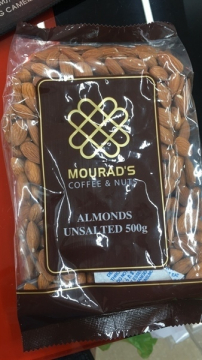 MOURAD'S
COFFEE & NUTS
ALMONDS
UNSALTED 500g